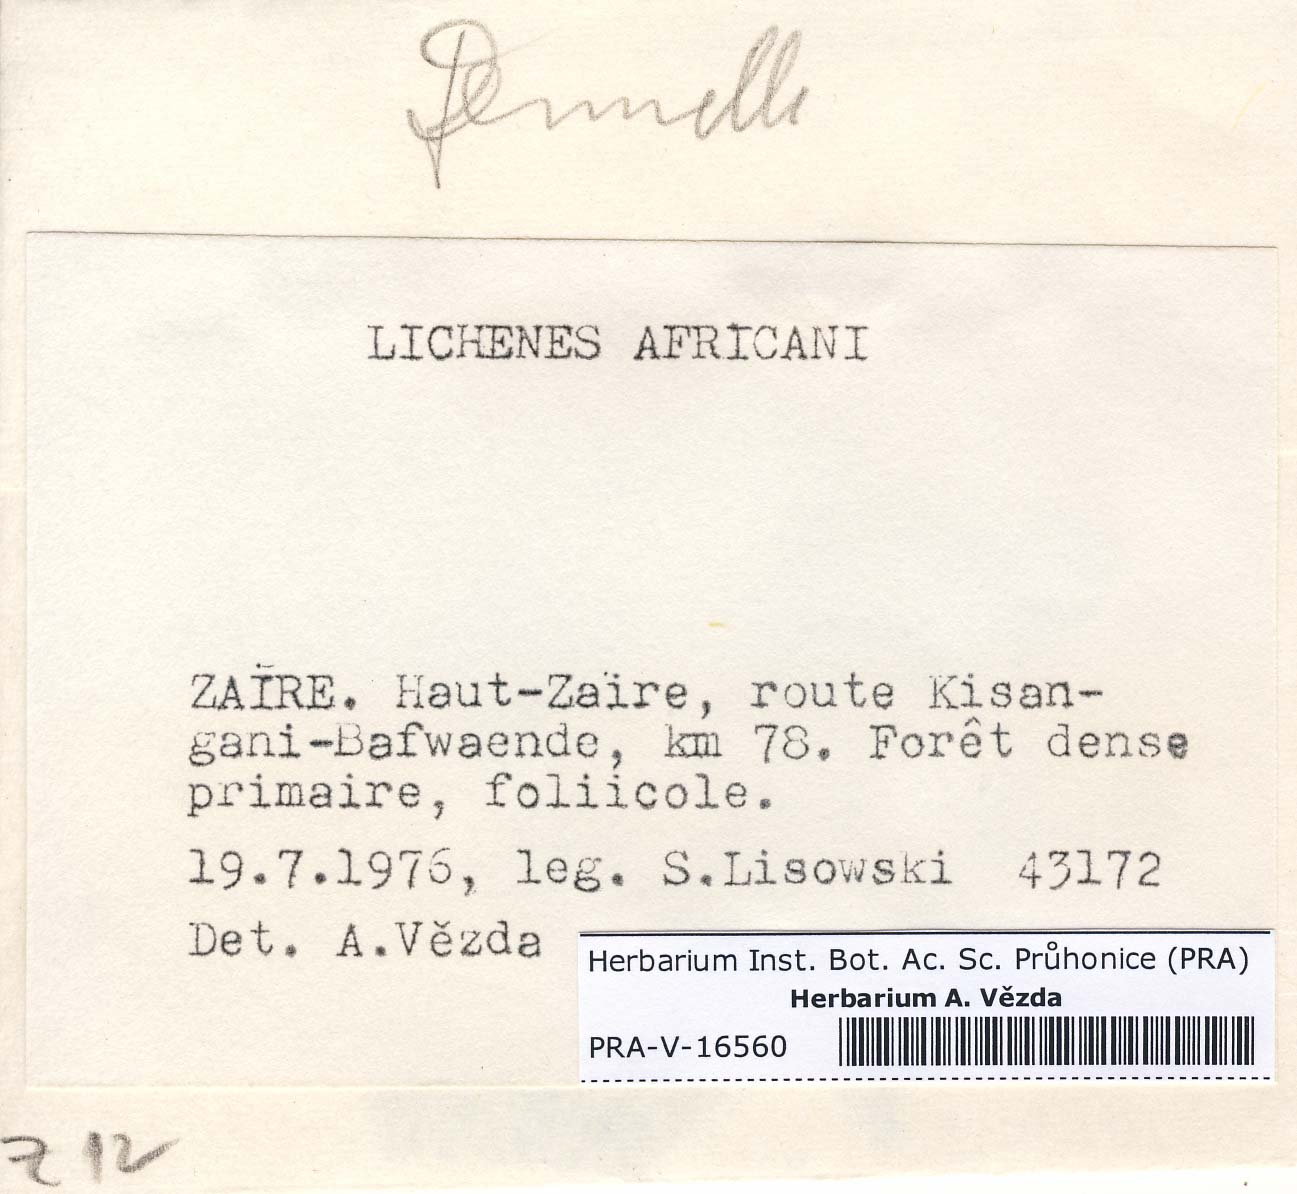 LICHENES AFRICANI
ZAÏRE. Haut-Zaïre, route Kisan-
gani-Bafwaende, km 78. Forêt dense
primaire, foliicole.
19.7.1976, leg. S.Lisowski 43172
Det. A.Vězda
Herbarium Inst. Bot. Ac. Sc. Průhonice (PRA)
Herbarium A. Vězda
PRA-V-16560
Z 12